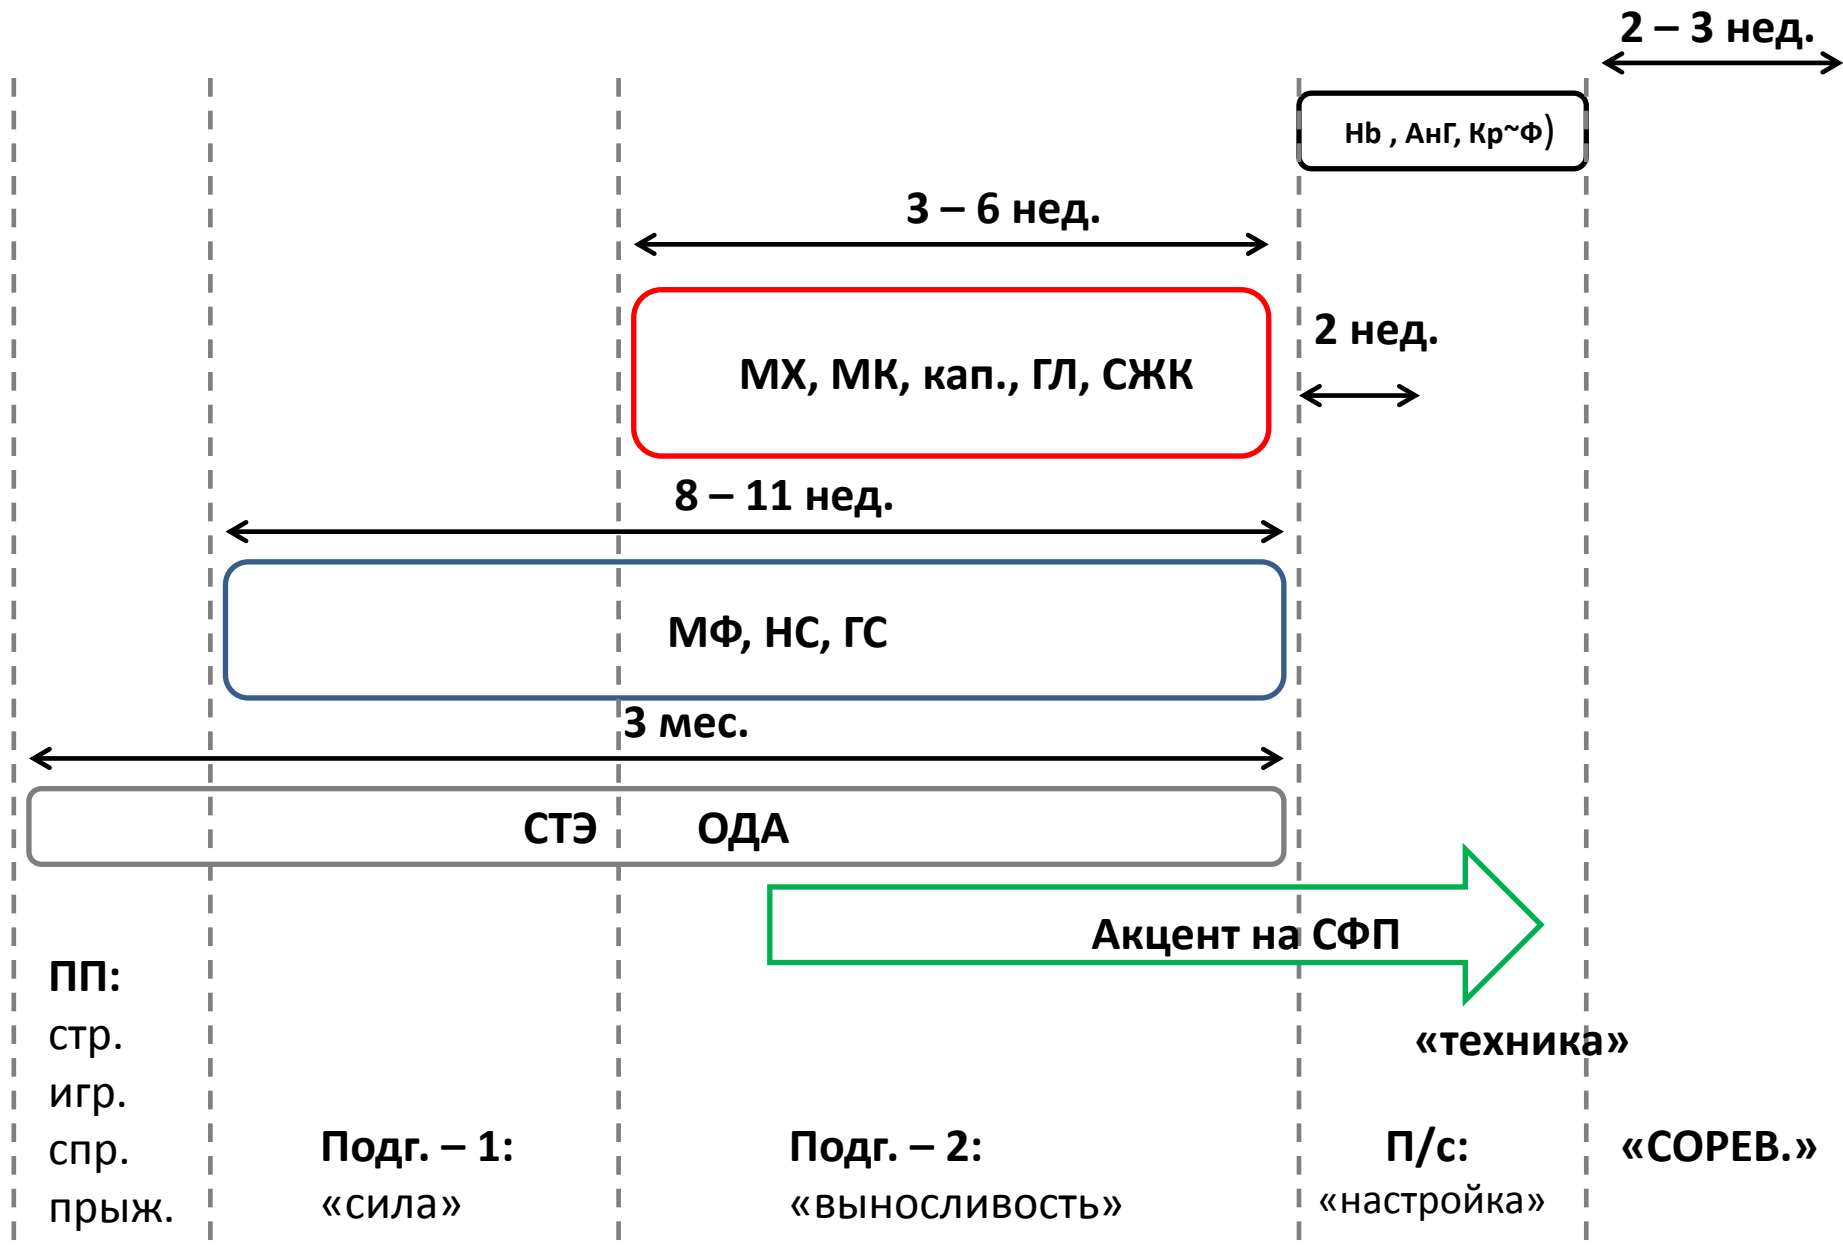 2 – 3 нед.
Hb , АнГ, Кр~Ф)
3 – 6 нед.
МХ, МК, кап., ГЛ, СЖК
2 нед.
8 – 11 нед.
МФ, НС, ГС
3 мес.
СТЭ ОДА
Акцент на СФП
«техника»
ПП:
стр.
игр.
спр.
прыж.
Подг. – 1:
«сила»
Подг. – 2:
«выносливость»
П/с:
«настройка»
«СОРЕВ.»